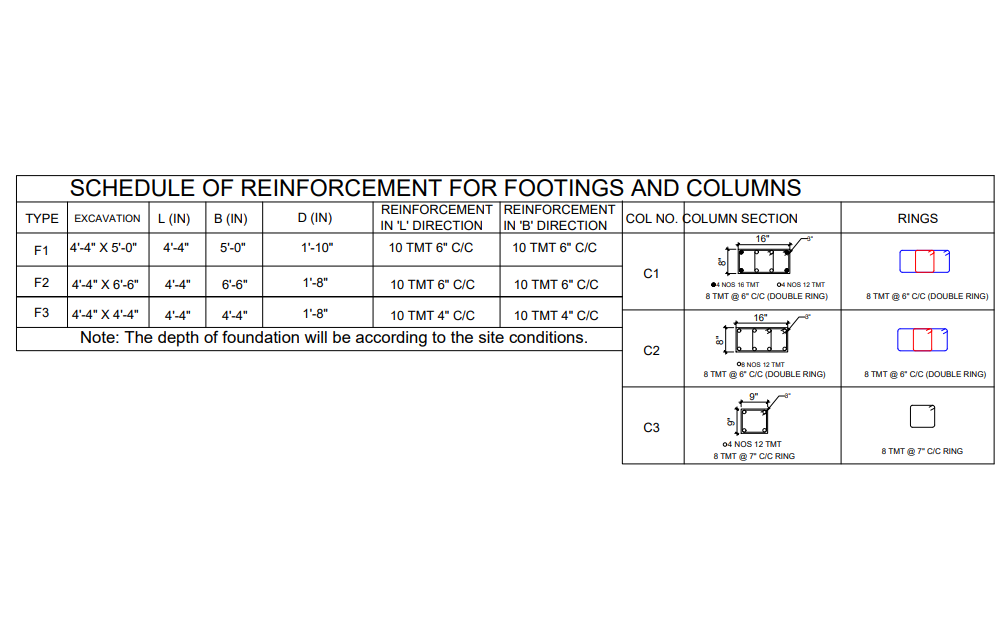 SCHEDULE OF REINFORCEMENT FOR FOOTINGS AND COLUMNS
TYPE EXCAVATION L (IN) B (IN) D (IN) REINFORCEMENT IN 'L' DIRECTION REINFORCEMENT IN 'B' DIRECTION COL NO. COLUMN SECTION RINGS
F1 4'-4" X 5'-0" 4'-4" 5'-0" 1'-10" 10 TMT 6" C/C 10 TMT 6" C/C
F2 4'-4" X 6'-6" 4'-4" 6'-6" 1'-8" 10 TMT 6" C/C 10 TMT 6" C/C
F3 4'-4" X 4'-4" 4'-4" 4'-4" 1'-8" 10 TMT 4" C/C 10 TMT 4" C/C
Note: The depth of foundation will be according to the site conditions.
C1
16"
3"
8"
4 NOS 16 TMT 4 NOS 12 TMT
8 TMT @ 6" C/C (DOUBLE RING)
8 TMT @ 6" C/C (DOUBLE RING)
C2
16"
3"
8"
8 NOS 12 TMT
8 TMT @ 6" C/C (DOUBLE RING)
8 TMT @ 6" C/C (DOUBLE RING)
C3
9"
3"
9"
4 NOS 12 TMT
8 TMT @ 7" C/C RING
8 TMT @ 7" C/C RING